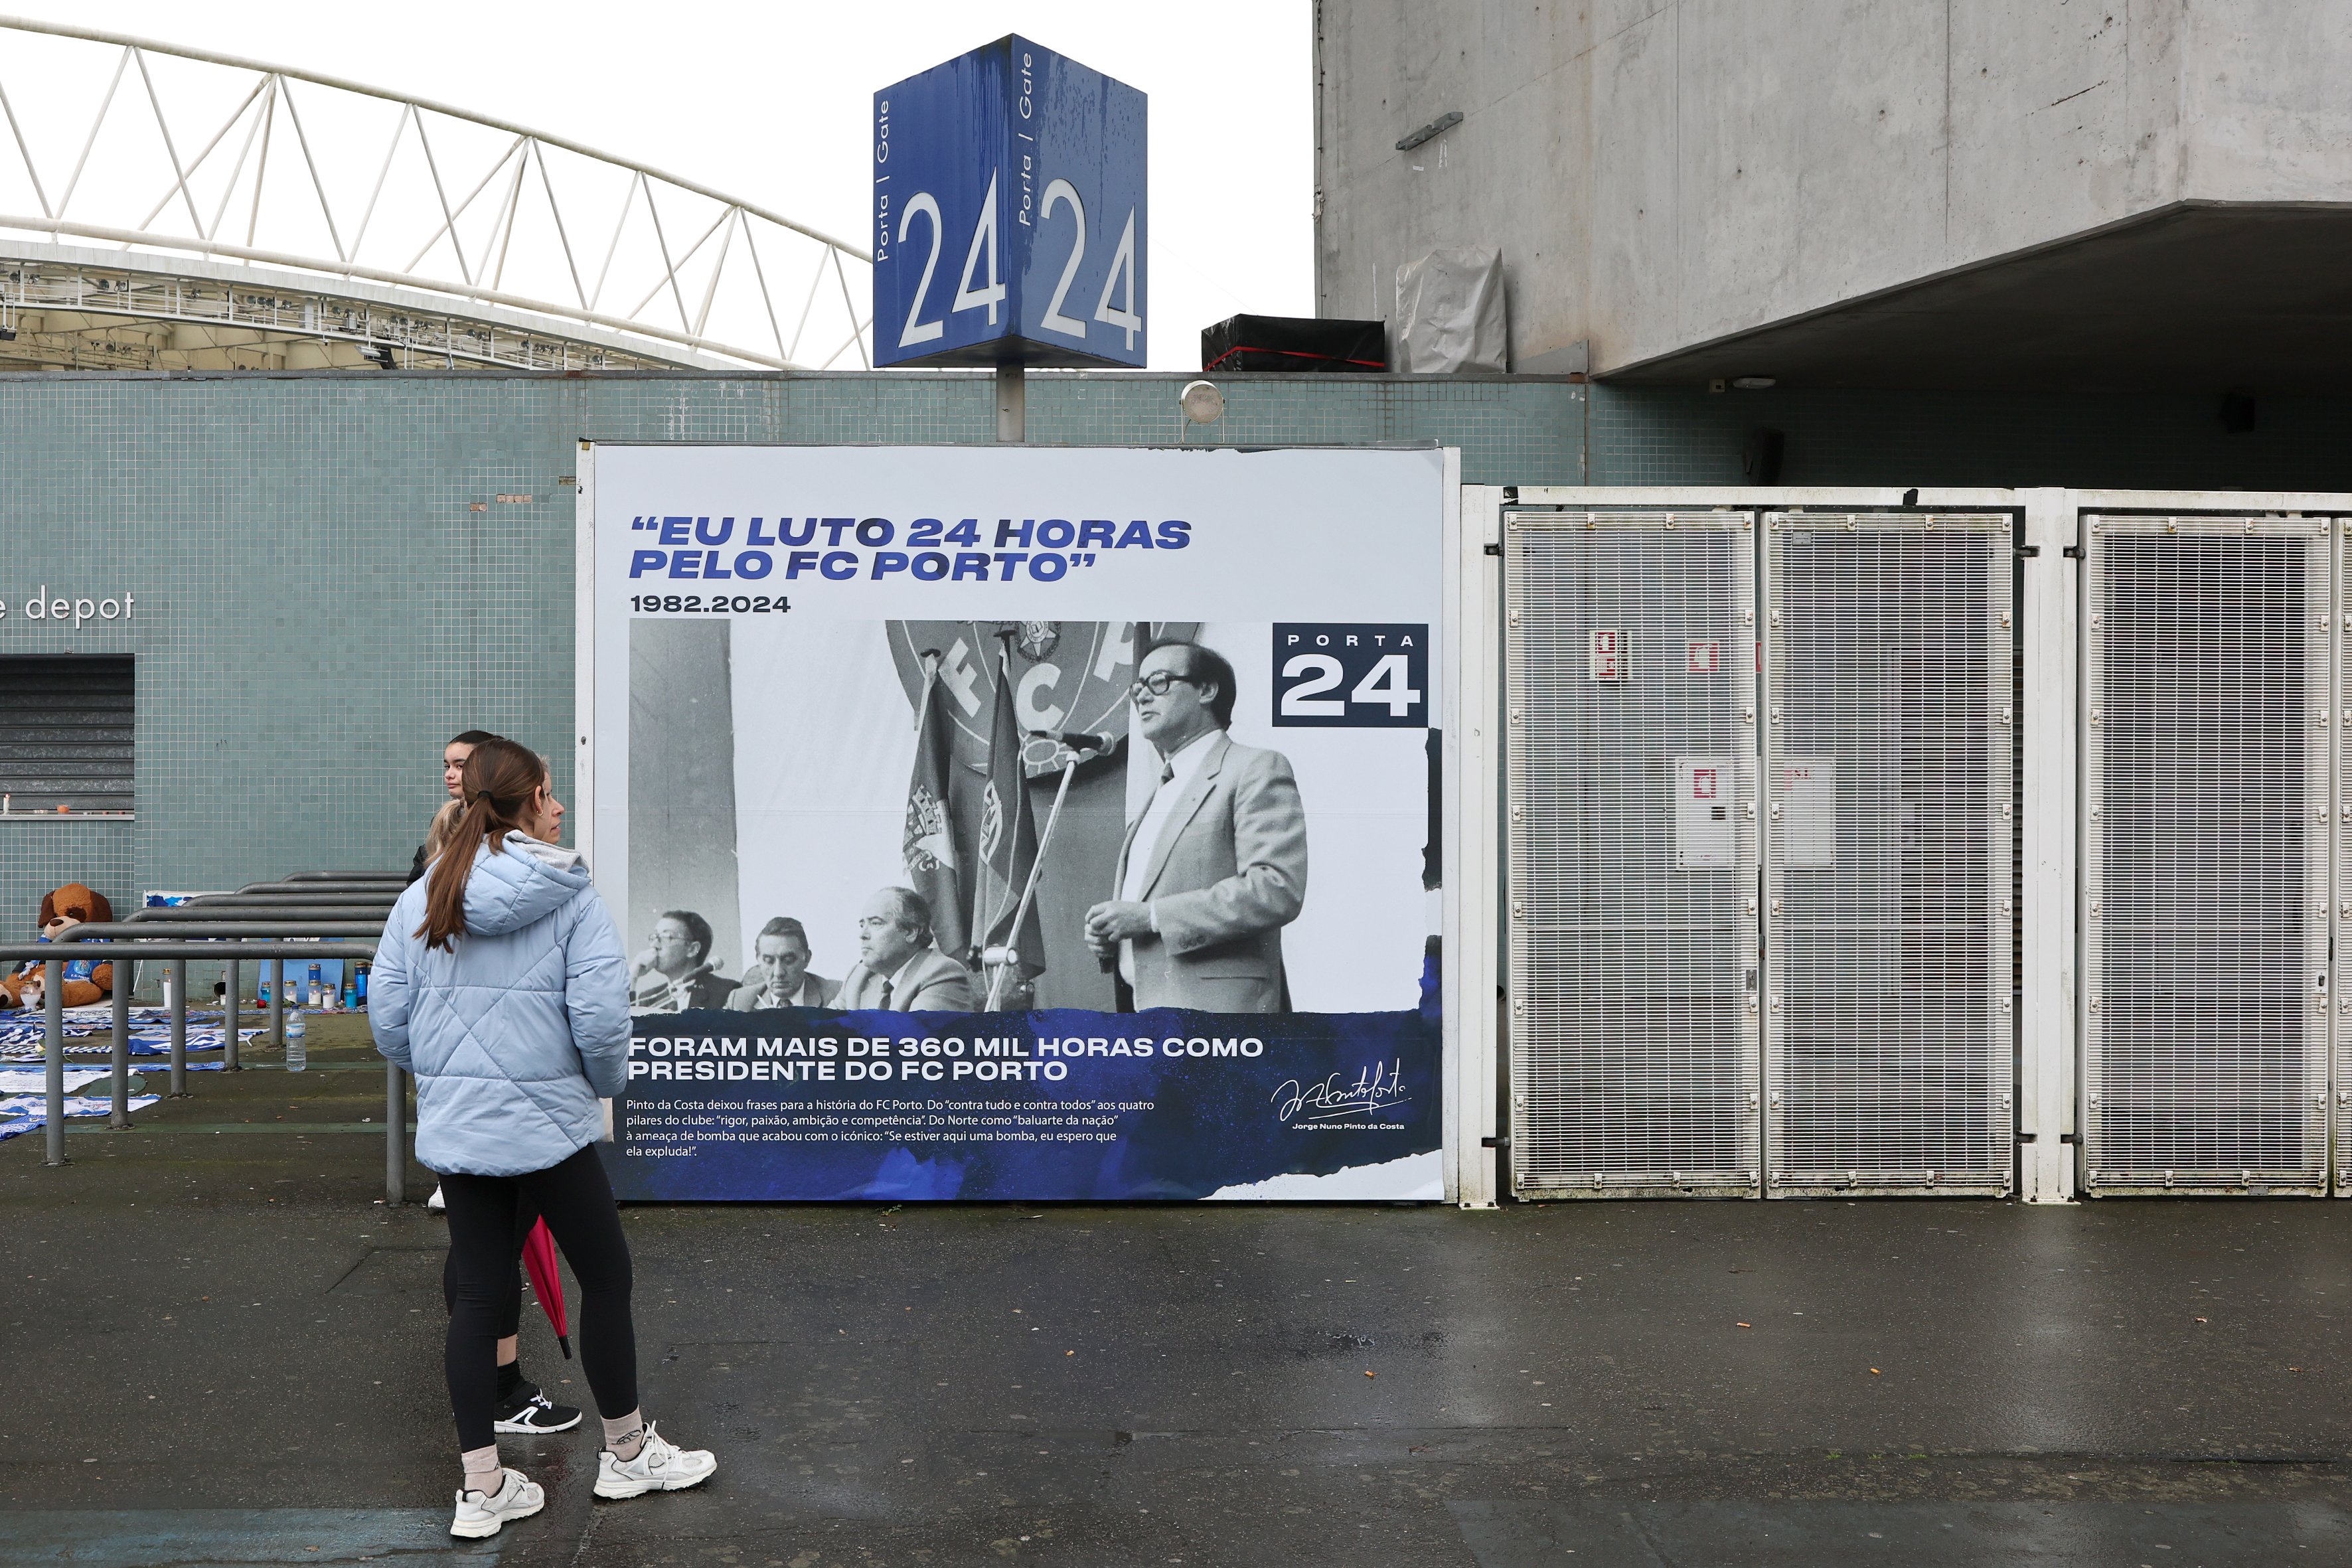 Porta | Gate
24
Porta | Gate
24
e depot
“EU LUTO 24 HORAS
PELO FC PORTO”
1982.2024
PORTA
24
F C P
FORAM MAIS DE 360 MIL HORAS COMO
PRESIDENTE DO FC PORTO
Pinto da Costa deixou frases para a história do FC Porto. Do “contra tudo e contra todos” aos quatro
pilares do clube: “rigor, paixão, ambição e competência”. Do Norte como “baluarte da nação”
à ameaça de bomba que acabou com o icónico: “Se estiver aqui uma bomba, eu espero que
ela expluda!”.
Jorge Nuno Pinto da Costa